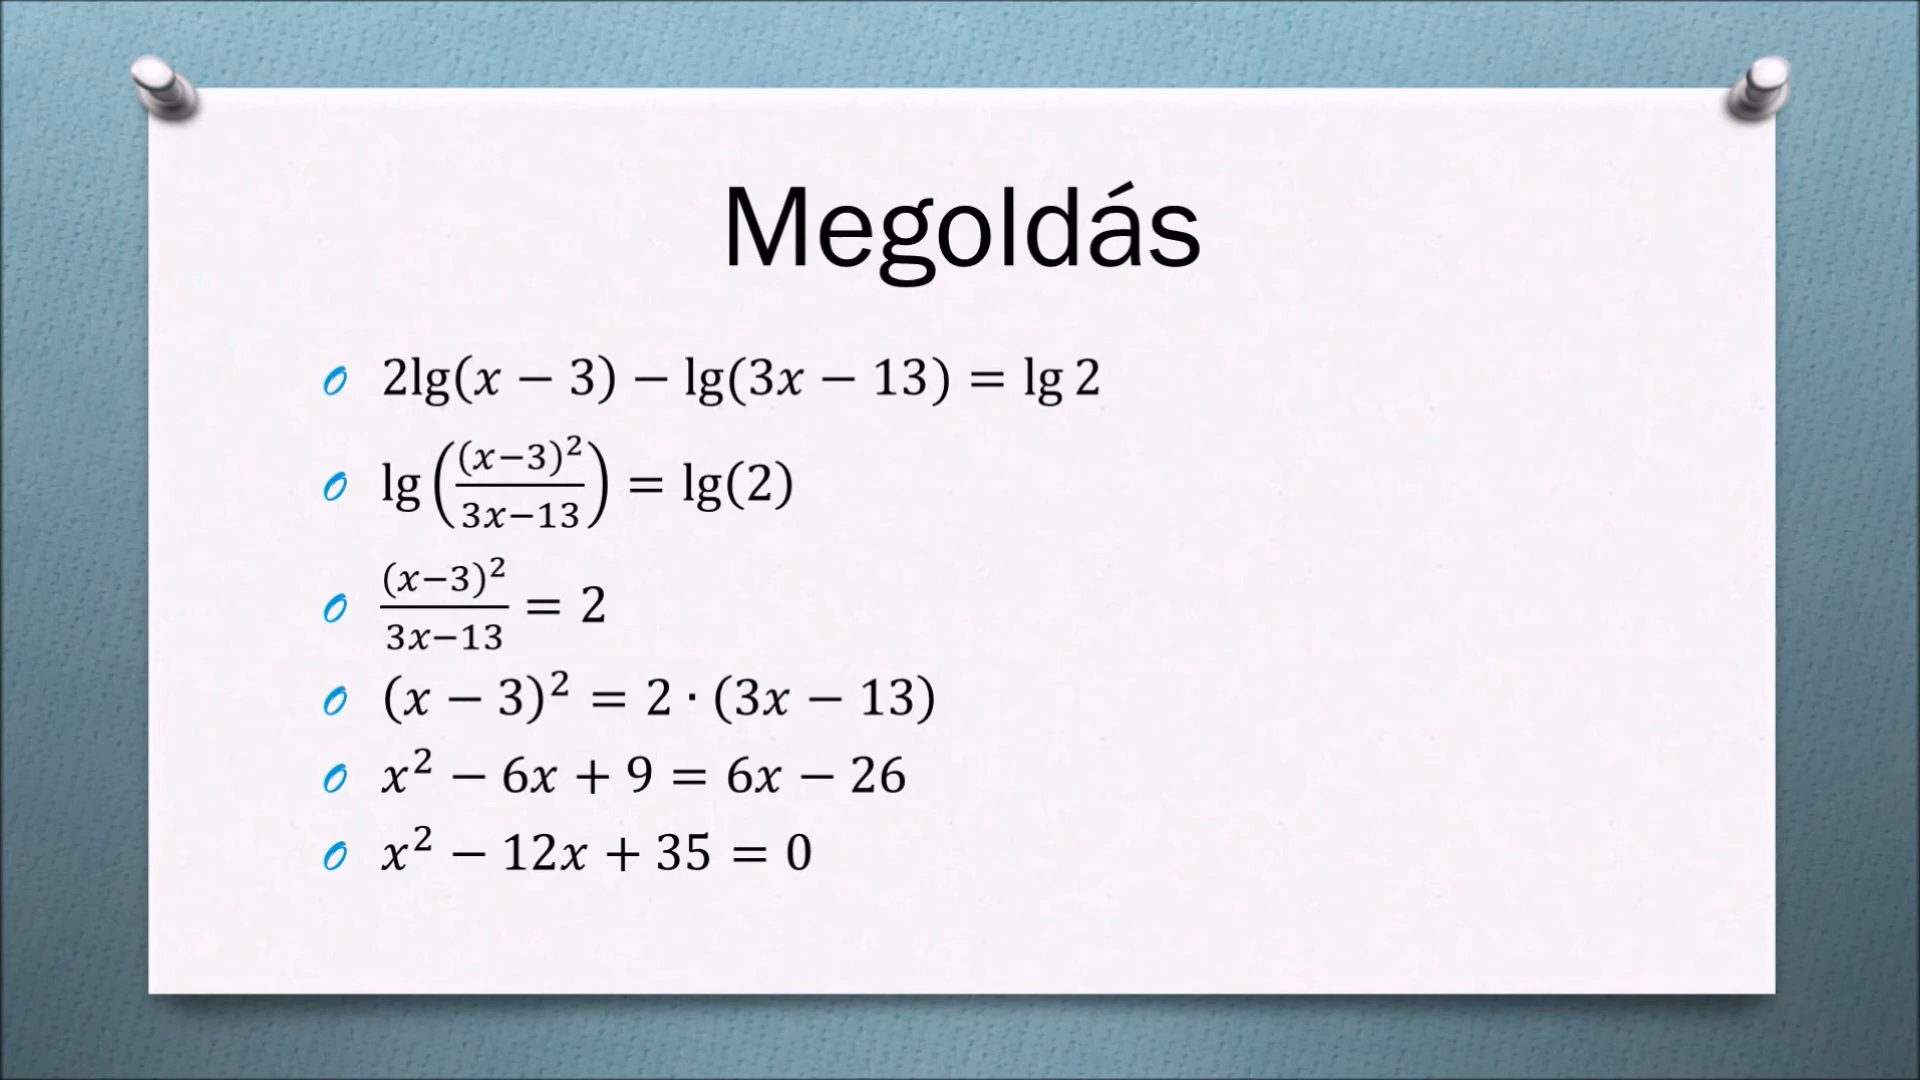 Megoldás
2lg(x − 3) − lg(3x − 13) = lg 2
lg((x−3)²/(3x−13)) = lg(2)
(x−3)²/(3x−13) = 2
(x − 3)² = 2 · (3x − 13)
x² − 6x + 9 = 6x − 26
x² − 12x + 35 = 0